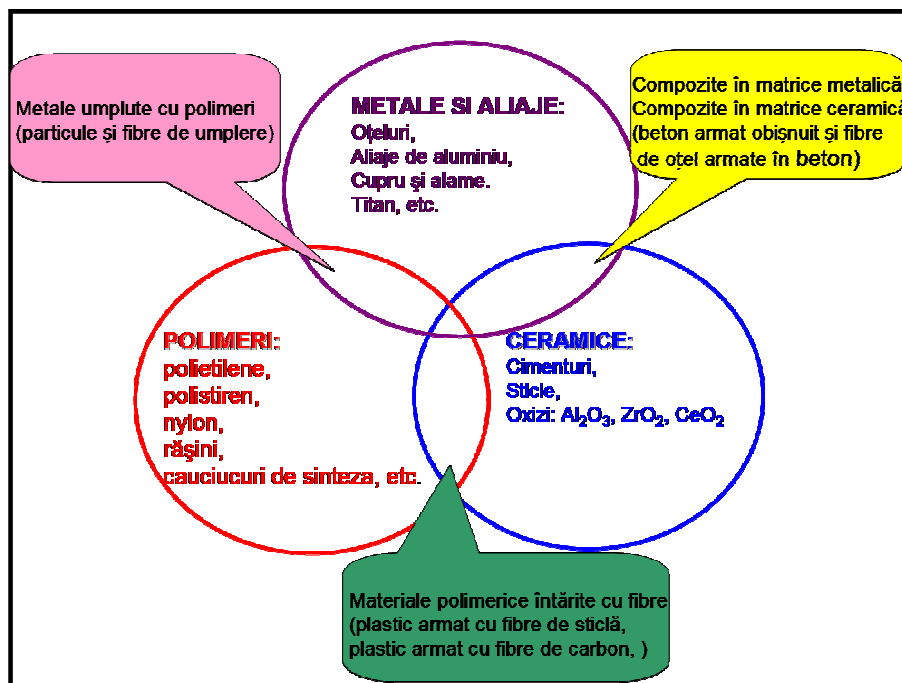 Metale umplute cu polimeri
(particule și fibre de umplere)
METALE SI ALIAJE:
Oțeluri,
Aliaje de aluminiu,
Cupru şi alame.
Titan, etc.
Compozite în matrice metalică
Compozite în matrice ceramică
(beton armat obișnuit și fibre
de oțel armate în beton)
POLIMERI:
polietilene,
polistiren,
nylon,
răşini,
cauciucuri de sinteza, etc.
CERAMICE:
Cimenturi,
Sticle,
Oxizi: Al₂O₃, ZrO₂, CeO₂
Materiale polimerice întărite cu fibre
(plastic armat cu fibre de sticlă,
plastic armat cu fibre de carbon, )